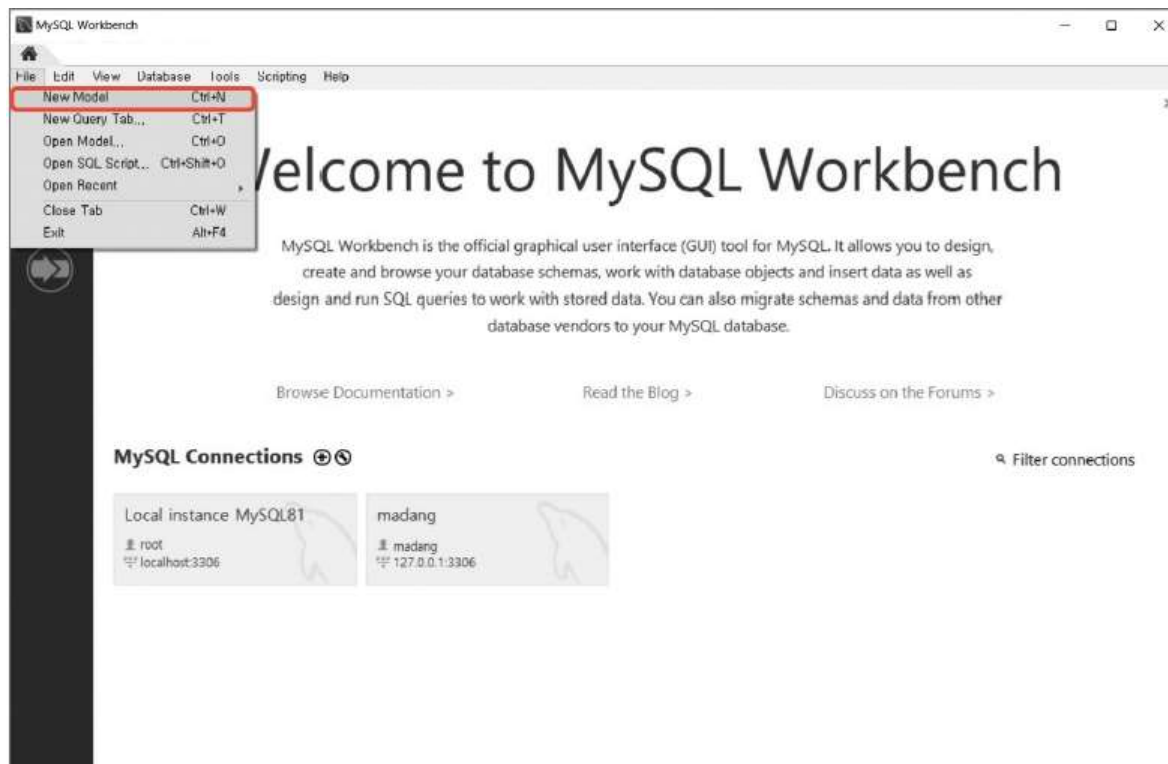 MySQL Workbench
File Edit View Database Tools Scripting Help
New Model Ctrl+N
New Query Tab... Ctrl+T
Open Model... Ctrl+O
Open SQL Script... Ctrl+Shift+O
Open Recent
Close Tab Ctrl+W
Exit Alt+F4
elcome to MySQL Workbench
MySQL Workbench is the official graphical user interface (GUI) tool for MySQL. It allows you to design,
create and browse your database schemas, work with database objects and insert data as well as
design and run SQL queries to work with stored data. You can also migrate schemas and data from other
database vendors to your MySQL database.
Browse Documentation > Read the Blog > Discuss on the Forums >
MySQL Connections Filter connections
Local instance MySQL81 madang
root madang
localhost:3306 127.0.0.1:3306